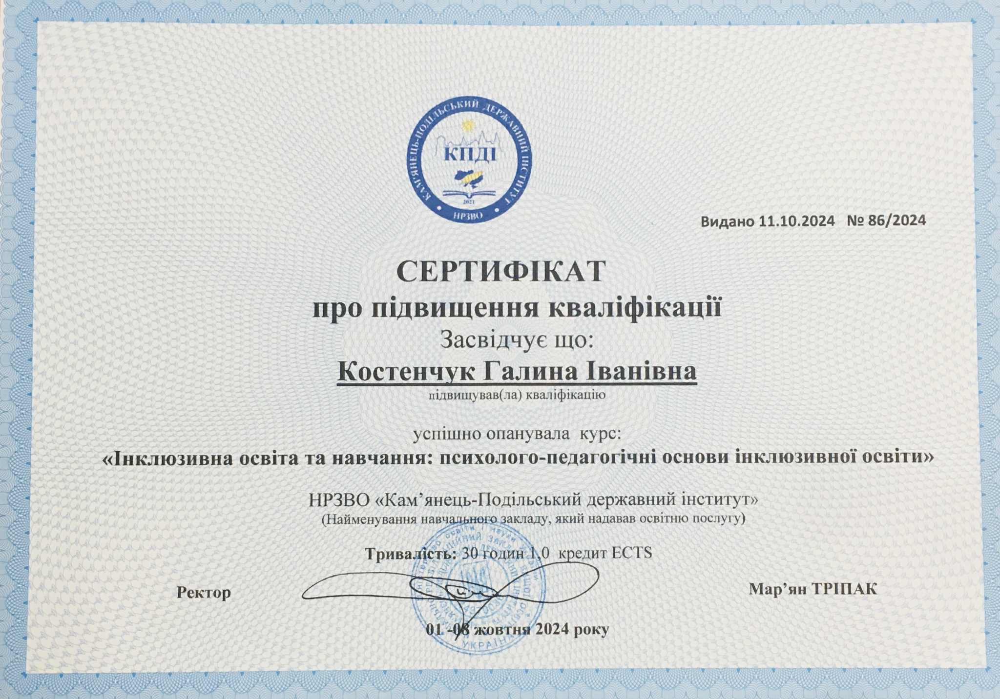 КАМ'ЯНЕЦЬ-ПОДІЛЬСЬКИЙ ДЕРЖАВНИЙ ІНСТИТУТ
КПДІ
2021
НРЗВО
Видано 11.10.2024 № 86/2024
СЕРТИФІКАТ
про підвищення кваліфікації
Засвідчує що:
Костенчук Галина Іванівна
підвищував(ла) кваліфікацію
успішно опанувала курс:
«Інклюзивна освіта та навчання: психолого-педагогічні основи інклюзивної освіти»
НРЗВО «Кам’янець-Подільський державний інститут»
(Найменування навчального закладу, який надавав освітню послугу)
Тривалість: 30 годин 1,0 кредит ECTS
Ректор
Мар’ян ТРІПАК
01 -08 жовтня 2024 року
УКРАЇНА